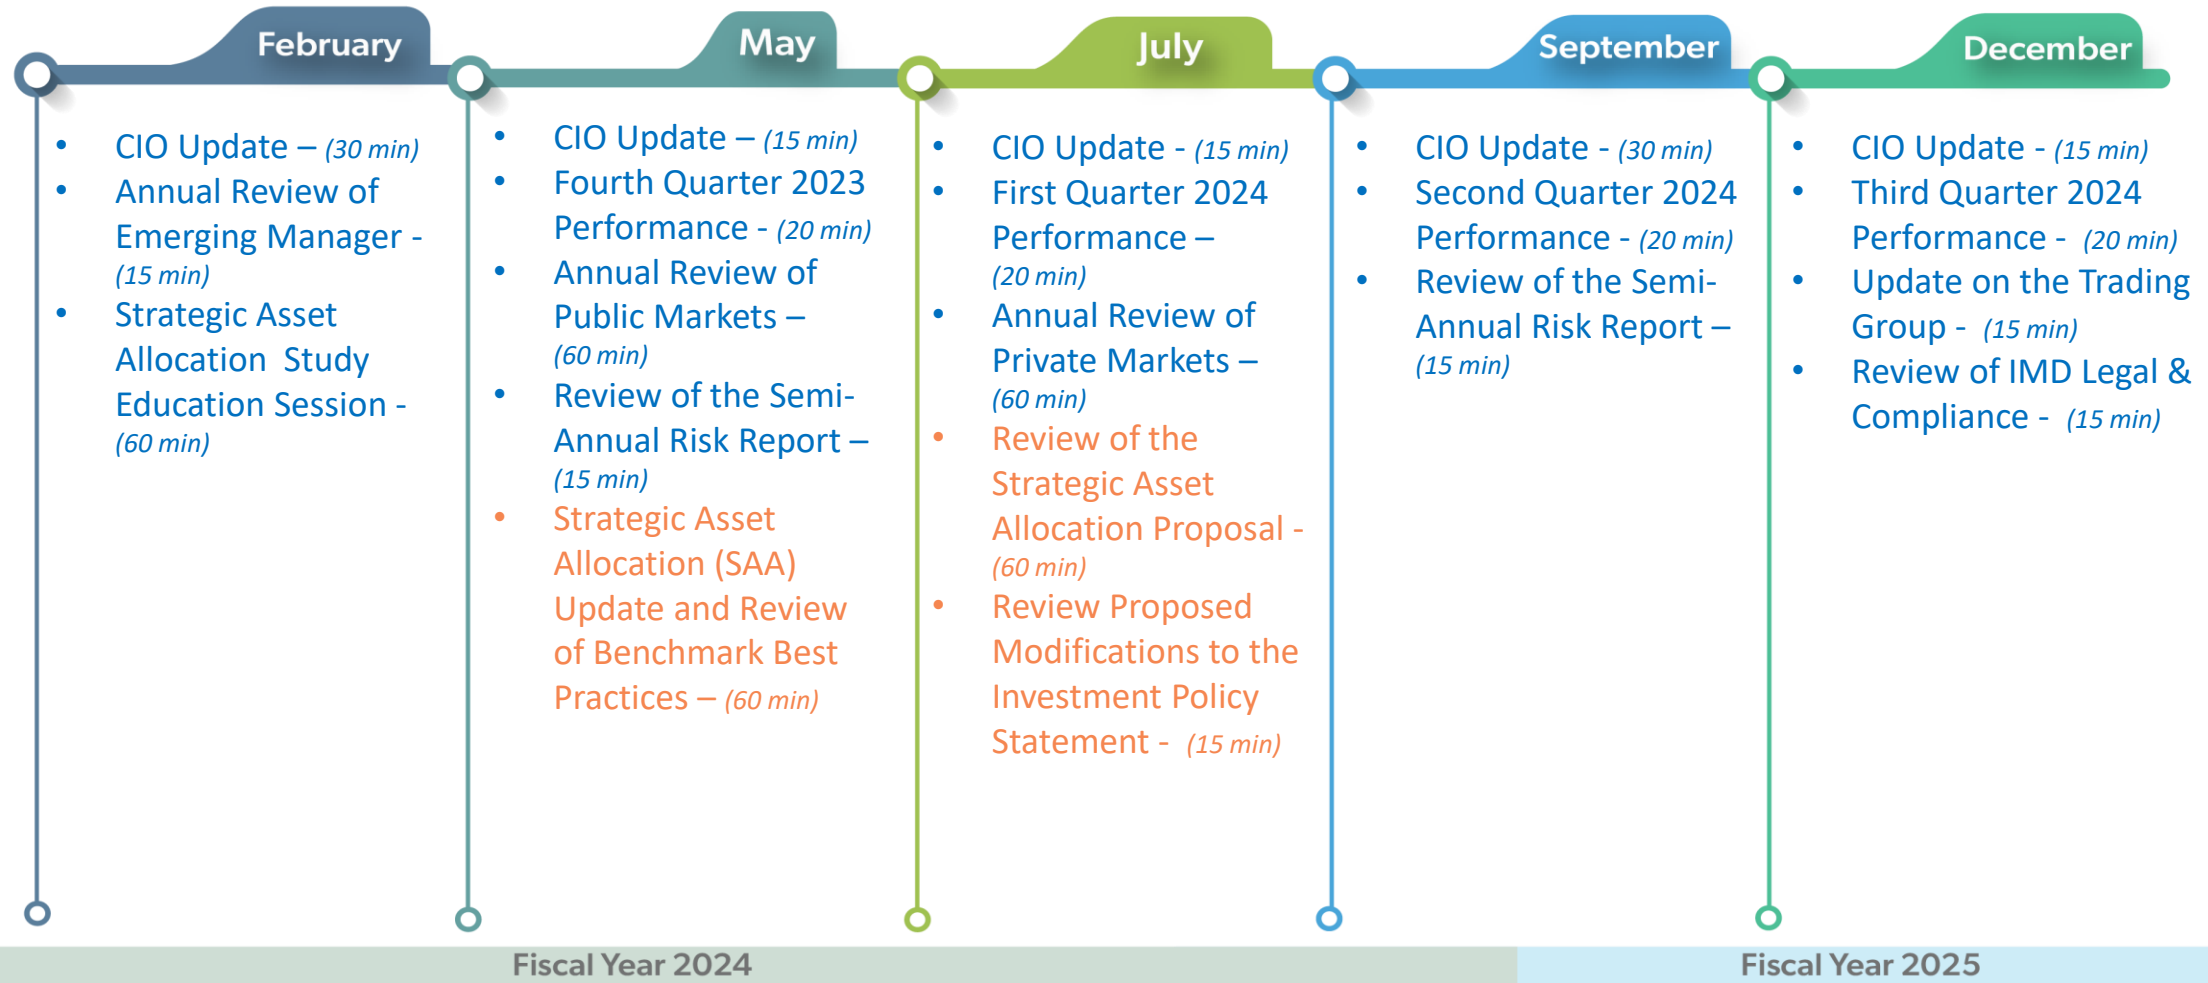 February
May
July
September
December
• CIO Update – (30 min)
• Annual Review of
Emerging Manager -
(15 min)
• Strategic Asset
Allocation  Study
Education Session -
(60 min)
• CIO Update – (15 min)
• Fourth Quarter 2023
Performance - (20 min)
• Annual Review of
Public Markets –
(60 min)
• Review of the Semi-
Annual Risk Report –
(15 min)
• Strategic Asset
Allocation (SAA)
Update and Review
of Benchmark Best
Practices – (60 min)
• CIO Update - (15 min)
• First Quarter 2024
Performance –
(20 min)
• Annual Review of
Private Markets –
(60 min)
• Review of the
Strategic Asset
Allocation Proposal -
(60 min)
• Review Proposed
Modifications to the
Investment Policy
Statement -  (15 min)
• CIO Update - (30 min)
• Second Quarter 2024
Performance - (20 min)
• Review of the Semi-
Annual Risk Report –
(15 min)
• CIO Update - (15 min)
• Third Quarter 2024
Performance -  (20 min)
• Update on the Trading
Group -  (15 min)
• Review of IMD Legal &
Compliance -  (15 min)
Fiscal Year 2024
Fiscal Year 2025